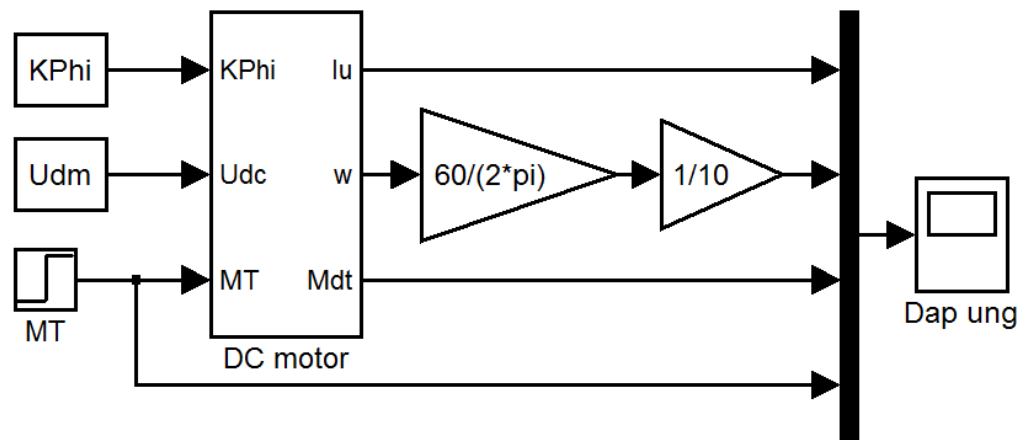 KPhi
Udm
MT
KPhi
Udc
MT
Iu
w
Mdt
DC motor
60/(2*pi)
1/10
Dap ung